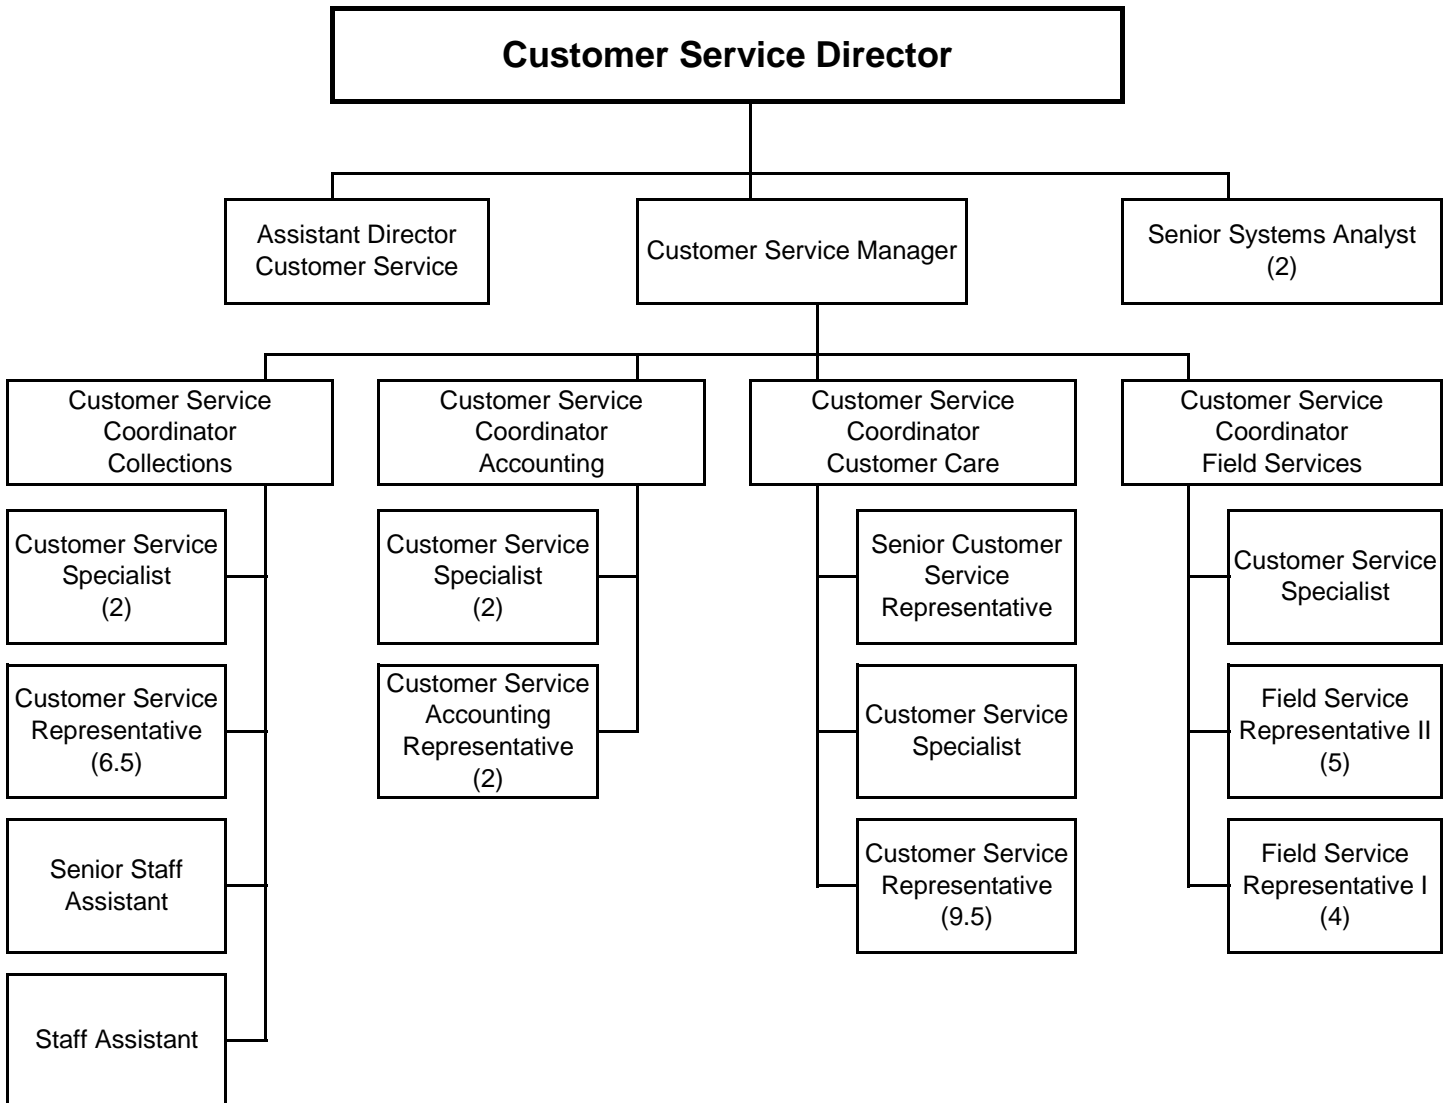 Customer Service Director
Assistant Director
Customer Service
Customer Service Manager
Senior Systems Analyst
(2)
Customer Service
Coordinator
Collections
Customer Service
Coordinator
Accounting
Customer Service
Coordinator
Customer Care
Customer Service
Coordinator
Field Services
Customer Service
Specialist
(2)
Customer Service
Specialist
(2)
Senior Customer
Service
Representative
Customer Service
Specialist
Customer Service
Representative
(6.5)
Customer Service
Accounting
Representative
(2)
Customer Service
Specialist
Field Service
Representative II
(5)
Senior Staff
Assistant
Customer Service
Representative
(9.5)
Field Service
Representative I
(4)
Staff Assistant